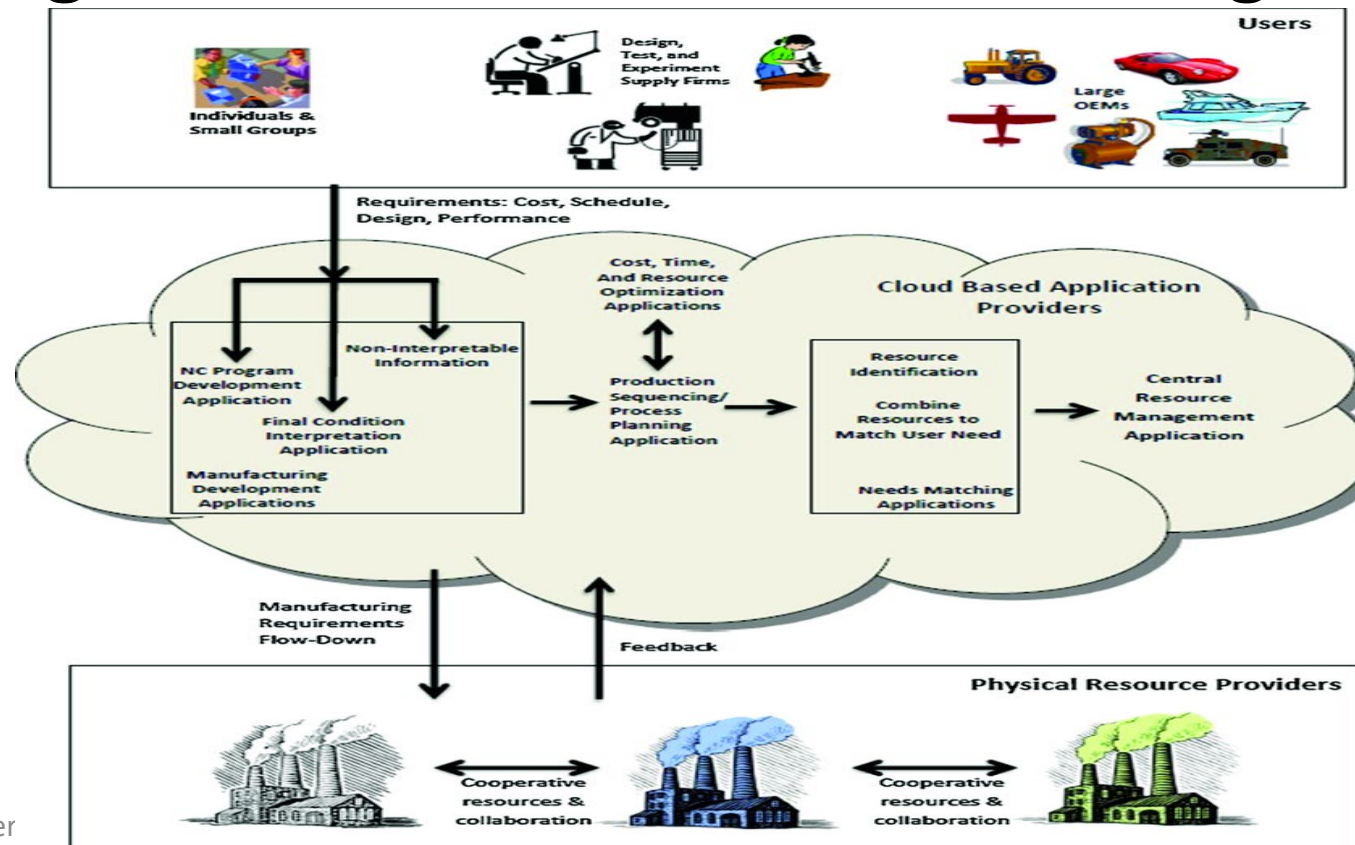 Users
Individuals &
Small Groups
Design,
Test, and
Experiment
Supply Firms
Large
OEMs
Requirements: Cost, Schedule,
Design, Performance
Cloud Based Application
Providers
NC Program
Development
Application
Non-Interpretable
Information
Final Condition
Interpretation
Application
Manufacturing
Development
Applications
Cost, Time,
And Resource
Optimization
Applications
Production
Sequencing/
Process
Planning
Application
Resource
Identification
Combine
Resources to
Match User Need
Needs Matching
Applications
Central
Resource
Management
Application
Manufacturing
Requirements
Flow-Down
Feedback
Physical Resource Providers
Cooperative
resources &
collaboration
Cooperative
resources &
collaboration
er